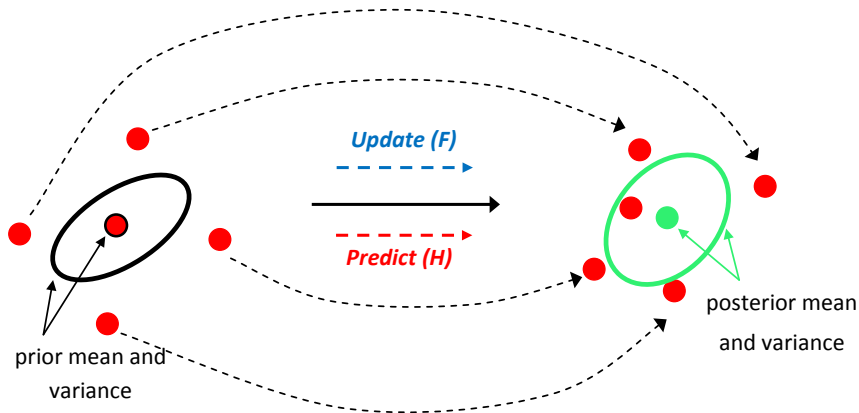 Update (F)
Predict (H)
prior mean and
variance
posterior mean
and variance